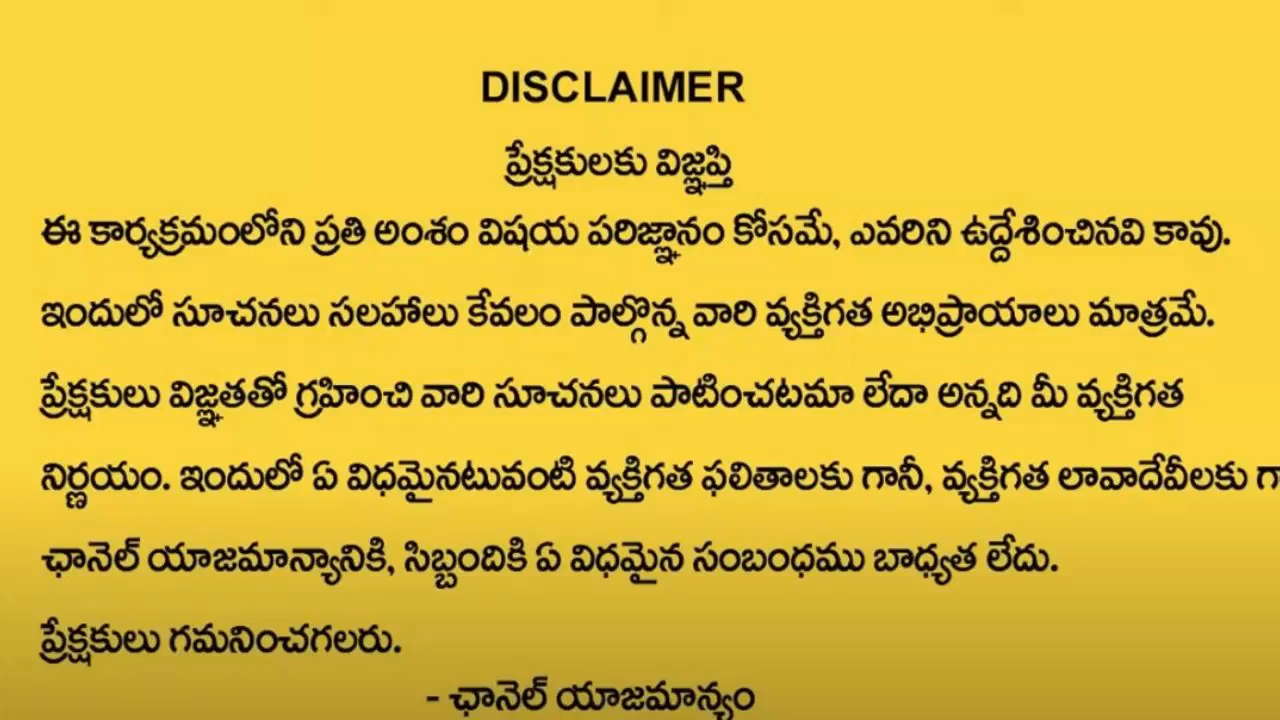 DISCLAIMER
ప్రేక్షకులకు విజ్ఞప్తి
ఈ కార్యక్రమంలోని ప్రతి అంశం విషయ పరిజ్ఞానం కోసమే, ఎవరిని ఉద్దేశించినవి కావు.
ఇందులో సూచనలు సలహాలు కేవలం పాల్గొన్న వారి వ్యక్తిగత అభిప్రాయాలు మాత్రమే.
ప్రేక్షకులు విజ్ఞతతో గ్రహించి వారి సూచనలు పాటించటమా లేదా అన్నది మీ వ్యక్తిగత
నిర్ణయం. ఇందులో ఏ విధమైనటువంటి వ్యక్తిగత ఫలితాలకు గానీ, వ్యక్తిగత లావాదేవీలకు
ఛానెల్ యాజమాన్యానికి, సిబ్బందికి ఏ విధమైన సంబంధము బాధ్యత లేదు.
ప్రేక్షకులు గమనించగలరు.
- ఛానెల్ యాజమాన్యం